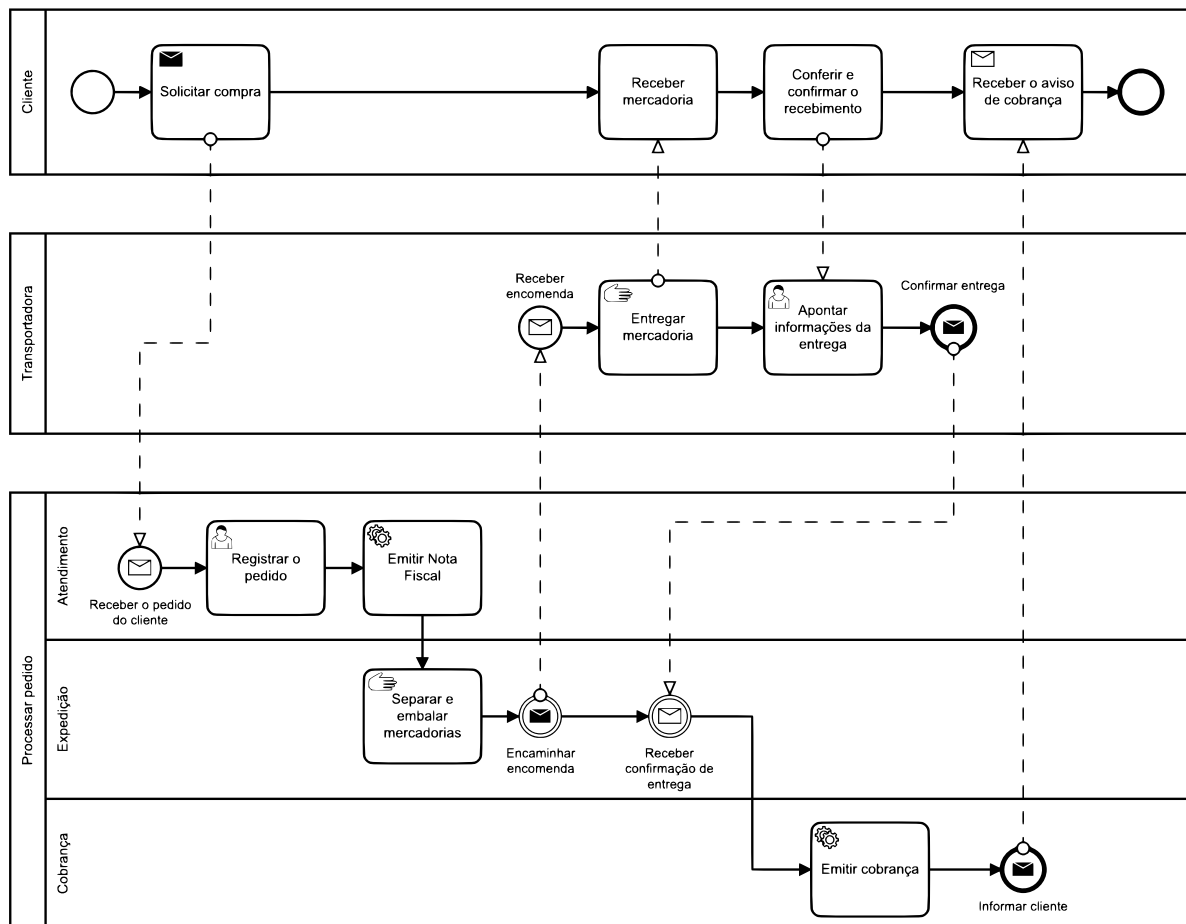 Cliente
Solicitar compra
Receber
mercadoria
Conferir e
confirmar o
recebimento
Receber o aviso
de cobrança
Transportadora
Receber
encomenda
Entregar
mercadoria
Apontar
informações da
entrega
Confirmar entrega
Processar pedido
Atendimento
Receber o pedido
do cliente
Registrar o
pedido
Emitir Nota
Fiscal
Expedição
Separar e
embalar
mercadorias
Encaminhar
encomenda
Receber
confirmação de
entrega
Cobrança
Emitir cobrança
Informar cliente